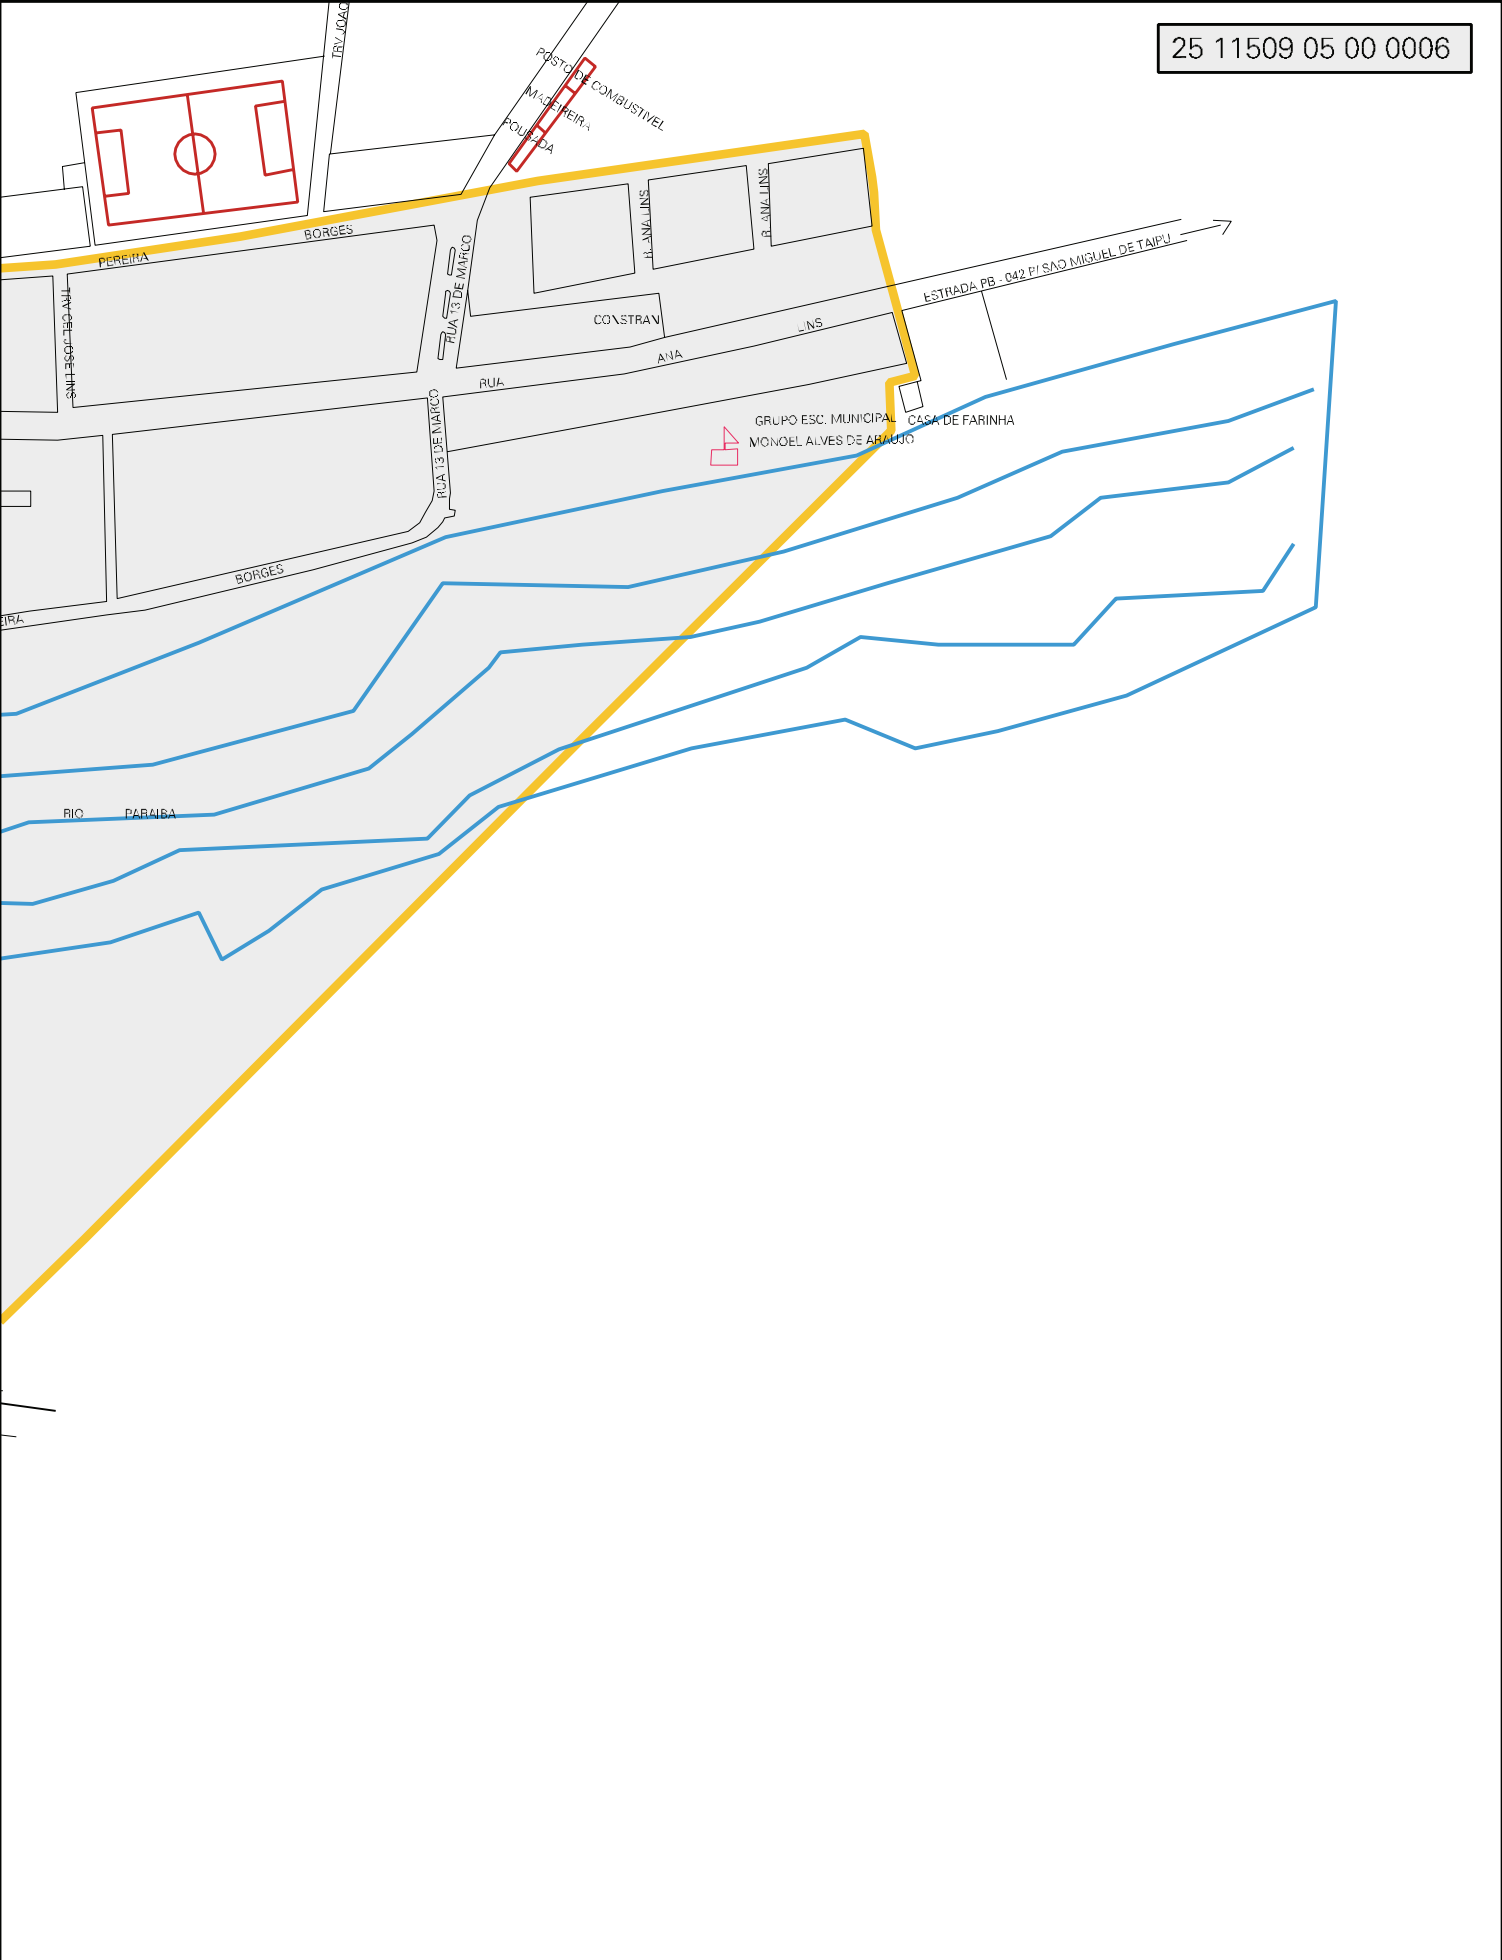 25 11509 05 00 0006
TRV JOAO
POSTO DE COMBUSTIVEL
MADEIREIRA
POUSADA
R. ANA LINS
R. ANA LINS
BORGES
PEREIRA
RUA 13 DE MARCO
ESTRADA PB - 042 P/ SAO MIGUEL DE TAIPU
TRV CEL JOSE LINS
CONSTRAN
LINS
ANA
RUA
RUA 13 DE MARCO
GRUPO ESC. MUNICIPAL
MONOEL ALVES DE ARAUJO
CASA DE FARINHA
BORGES
EIRA
RIO PARAIBA